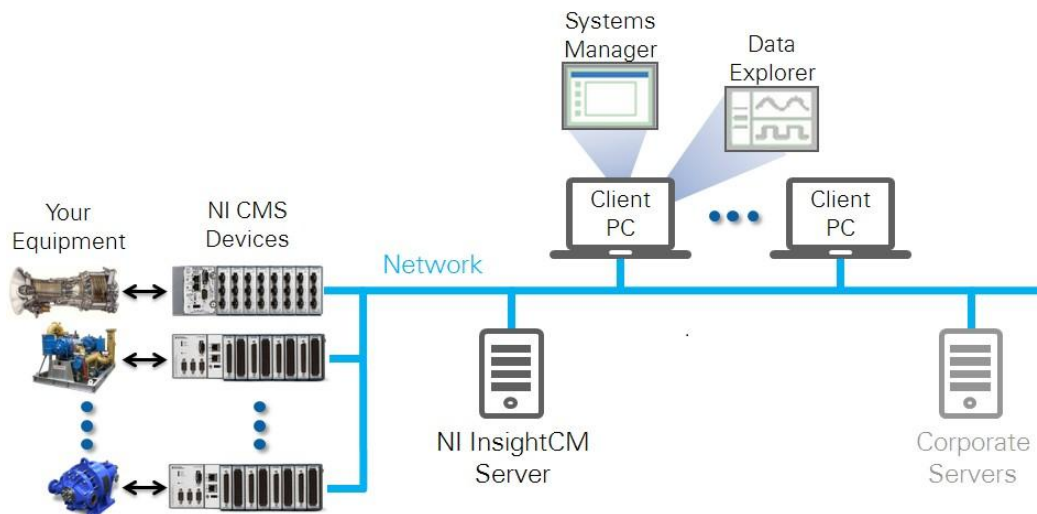 Systems
Manager
Data
Explorer
Client
PC
Client
PC
Your
Equipment
NI CMS
Devices
Network
NI InsightCM
Server
Corporate
Servers